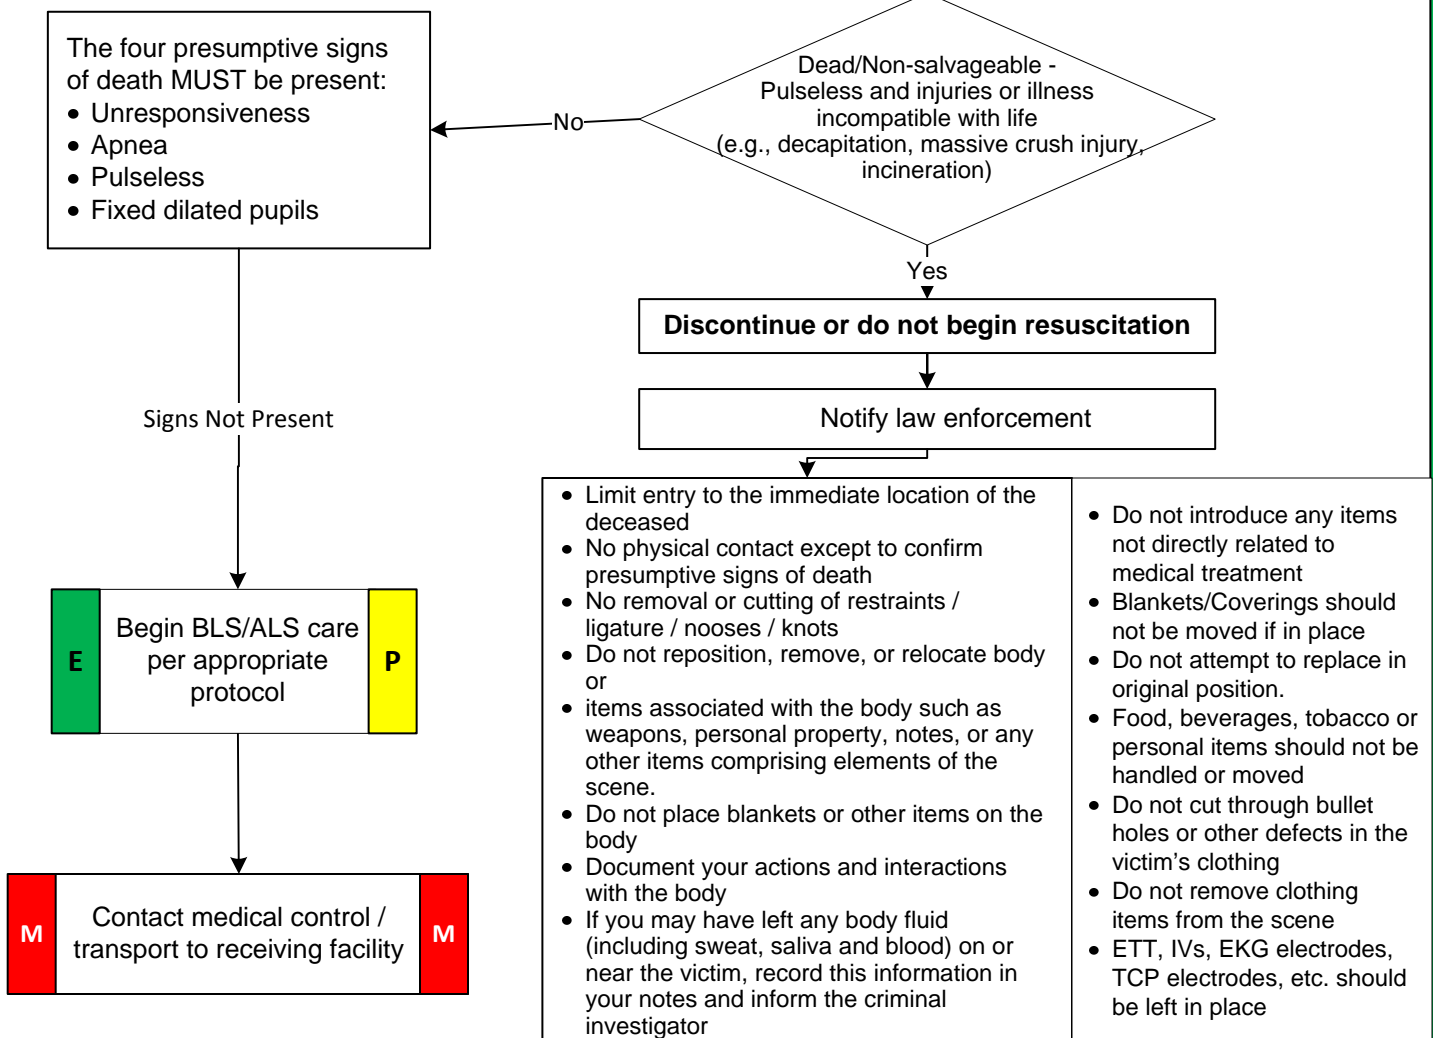 The four presumptive signs
of death MUST be present:
• Unresponsiveness
• Apnea
• Pulseless
• Fixed dilated pupils
No
Dead/Non-salvageable -
Pulseless and injuries or illness
incompatible with life
(e.g., decapitation, massive crush injury,
incineration)
Yes
Discontinue or do not begin resuscitation
Notify law enforcement
Signs Not Present
E
Begin BLS/ALS care
per appropriate
protocol
P
M
Contact medical control /
transport to receiving facility
M
• Limit entry to the immediate location of the
deceased
• No physical contact except to confirm
presumptive signs of death
• No removal or cutting of restraints /
ligature / nooses / knots
• Do not reposition, remove, or relocate body
or
• items associated with the body such as
weapons, personal property, notes, or any
other items comprising elements of the
scene.
• Do not place blankets or other items on the
body
• Document your actions and interactions
with the body
• If you may have left any body fluid
(including sweat, saliva and blood) on or
near the victim, record this information in
your notes and inform the criminal
investigator
• Do not introduce any items
not directly related to
medical treatment
• Blankets/Coverings should
not be moved if in place
• Do not attempt to replace in
original position.
• Food, beverages, tobacco or
personal items should not be
handled or moved
• Do not cut through bullet
holes or other defects in the
victim's clothing
• Do not remove clothing
items from the scene
• ETT, IVs, EKG electrodes,
TCP electrodes, etc. should
be left in place